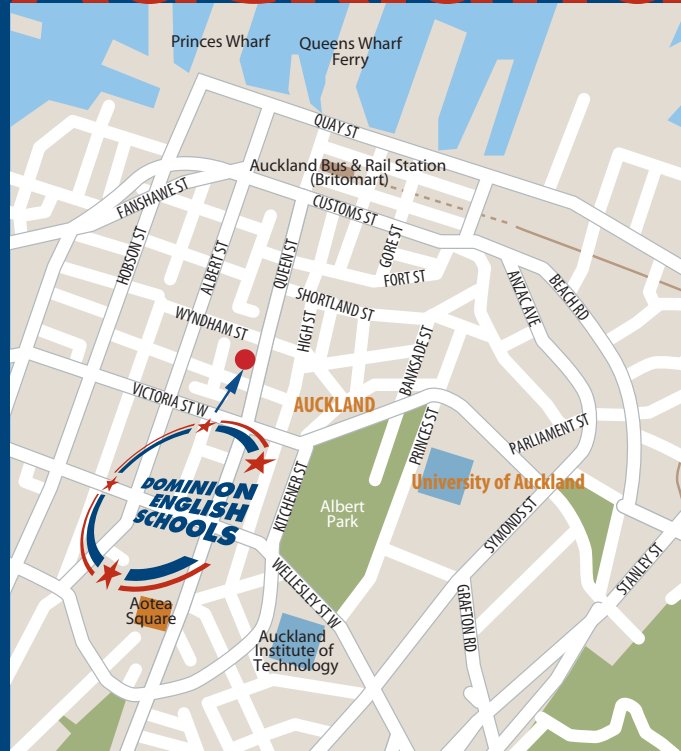 Princes Wharf
Queens Wharf
Ferry
QUAY ST
Auckland Bus & Rail Station
(Britomart)
FANSHAWE ST
CUSTOMS ST
HOBSON ST
ALBERT ST
QUEEN ST
GORE ST
FORT ST
ANZAC AVE
BEACH RD
SHORTLAND ST
WYNDHAM ST
HIGH ST
BANKSADE ST
VICTORIA ST W
AUCKLAND
PRINCES ST
PARLIAMENT ST
DOMINION
ENGLISH
SCHOOLS
KITCHENER ST
Albert
Park
University of Auckland
SYMONDS ST
STANLEY ST
WELLESLEY ST W
GRAFTON RD
Aotea
Square
Auckland
Institute of
Technology